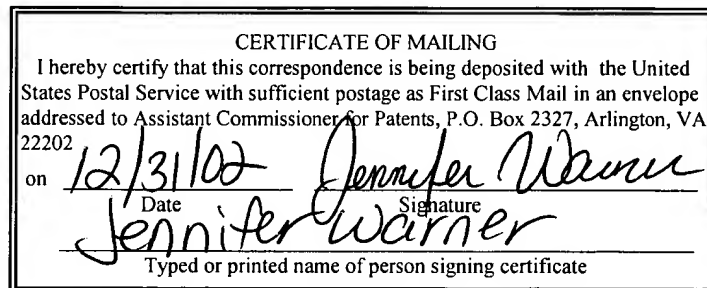 CERTIFICATE OF MAILING
I hereby certify that this correspondence is being deposited with the United
States Postal Service with sufficient postage as First Class Mail in an envelope
addressed to Assistant Commissioner for Patents, P.O. Box 2327, Arlington, VA
22202
on 12/31/02 Jennifer Warner
Date Signature
Jennifer Warner
Typed or printed name of person signing certificate